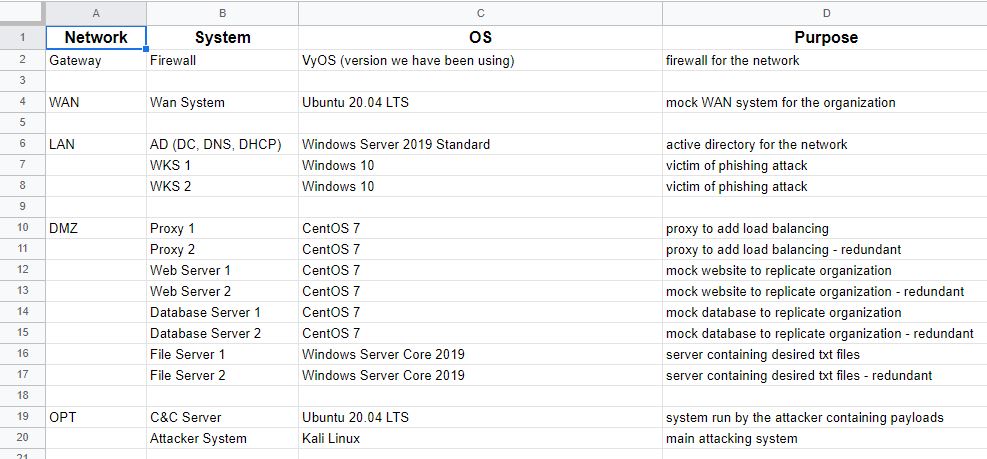 A B C D
1 Network System OS Purpose
2 Gateway Firewall VyOS (version we have been using) firewall for the network
3
4 WAN Wan System Ubuntu 20.04 LTS mock WAN system for the organization
5
6 LAN AD (DC, DNS, DHCP) Windows Server 2019 Standard active directory for the network
7 WKS 1 Windows 10 victim of phishing attack
8 WKS 2 Windows 10 victim of phishing attack
9
10 DMZ Proxy 1 CentOS 7 proxy to add load balancing
11 Proxy 2 CentOS 7 proxy to add load balancing - redundant
12 Web Server 1 CentOS 7 mock website to replicate organization
13 Web Server 2 CentOS 7 mock website to replicate organization - redundant
14 Database Server 1 CentOS 7 mock database to replicate organization
15 Database Server 2 CentOS 7 mock database to replicate organization - redundant
16 File Server 1 Windows Server Core 2019 server containing desired txt files
17 File Server 2 Windows Server Core 2019 server containing desired txt files - redundant
18
19 OPT C&C Server Ubuntu 20.04 LTS system run by the attacker containing payloads
20 Attacker System Kali Linux main attacking system
21